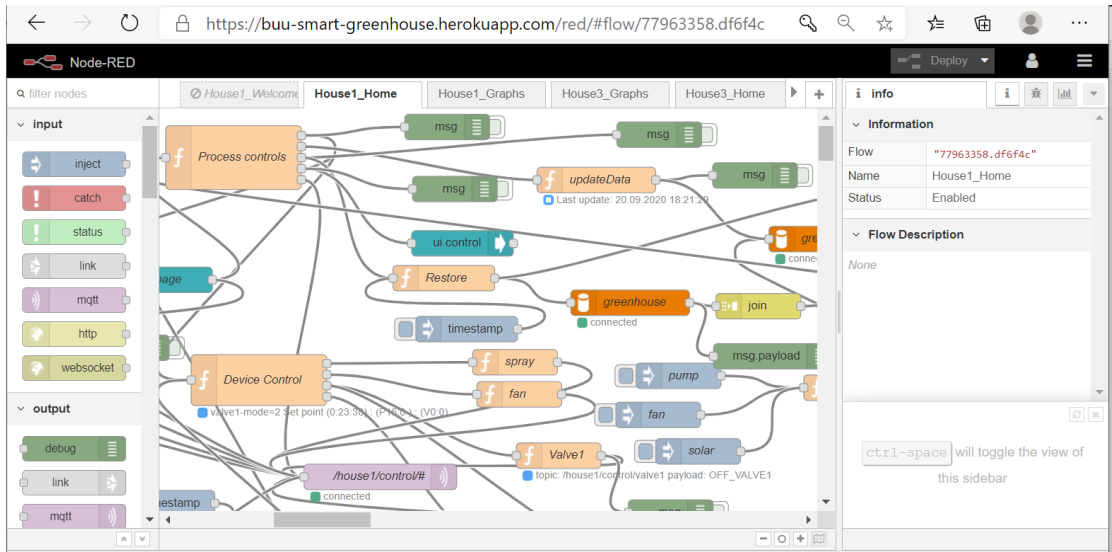 https://buu-smart-greenhouse.herokuapp.com/red/#flow/77963358.df6f4c
Node-RED
Deploy
filter nodes
House1_Welcome
House1_Home
House1_Graphs
House3_Graphs
House3_Home
info
input
inject
catch
status
link
mqtt
http
websocket
output
debug
link
mqtt
Process controls
msg
msg
msg
updateData
msg
Last update: 20.09.2020 18:21:29
ui control
gre
conne
Restore
greenhouse
connected
join
timestamp
msg.payload
Device Control
valve1-mode=2 Set point (0:23:30) : (P15:0 ) : (V0:0)
spray
fan
pump
fan
solar
Valve1
topic: /house1/control/valve1 payload: OFF_VALVE1
/house1/control/#
connected
msg
Information
Flow "77963358.df6f4c"
Name House1_Home
Status Enabled
Flow Description
None
ctrl-space will toggle the view of
this sidebar